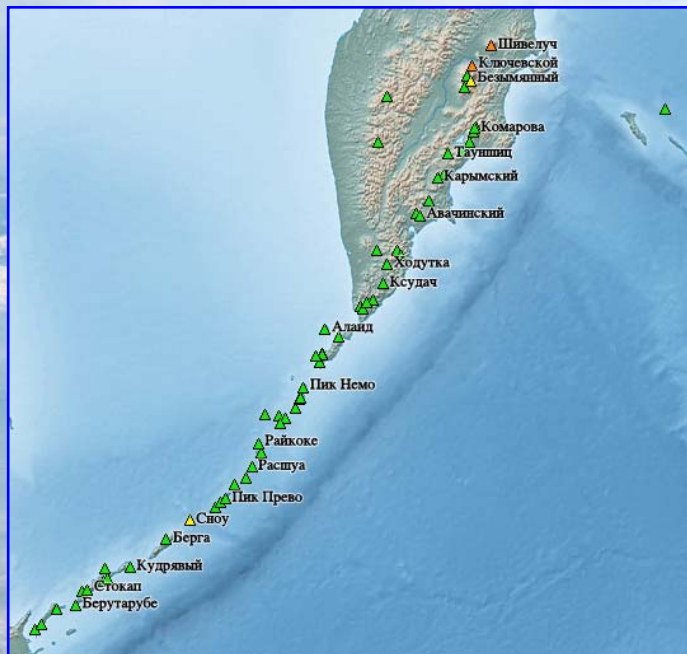 Шивелуч
Ключевской
Безымянный
Комарова
Тауншиц
Карымский
Авачинский
Ходутка
Ксудач
Алаид
Пик Немо
Райкоке
Расшуа
Пик Прево
Сноу
Берга
Кудрявый
Стокап
Берутарубе